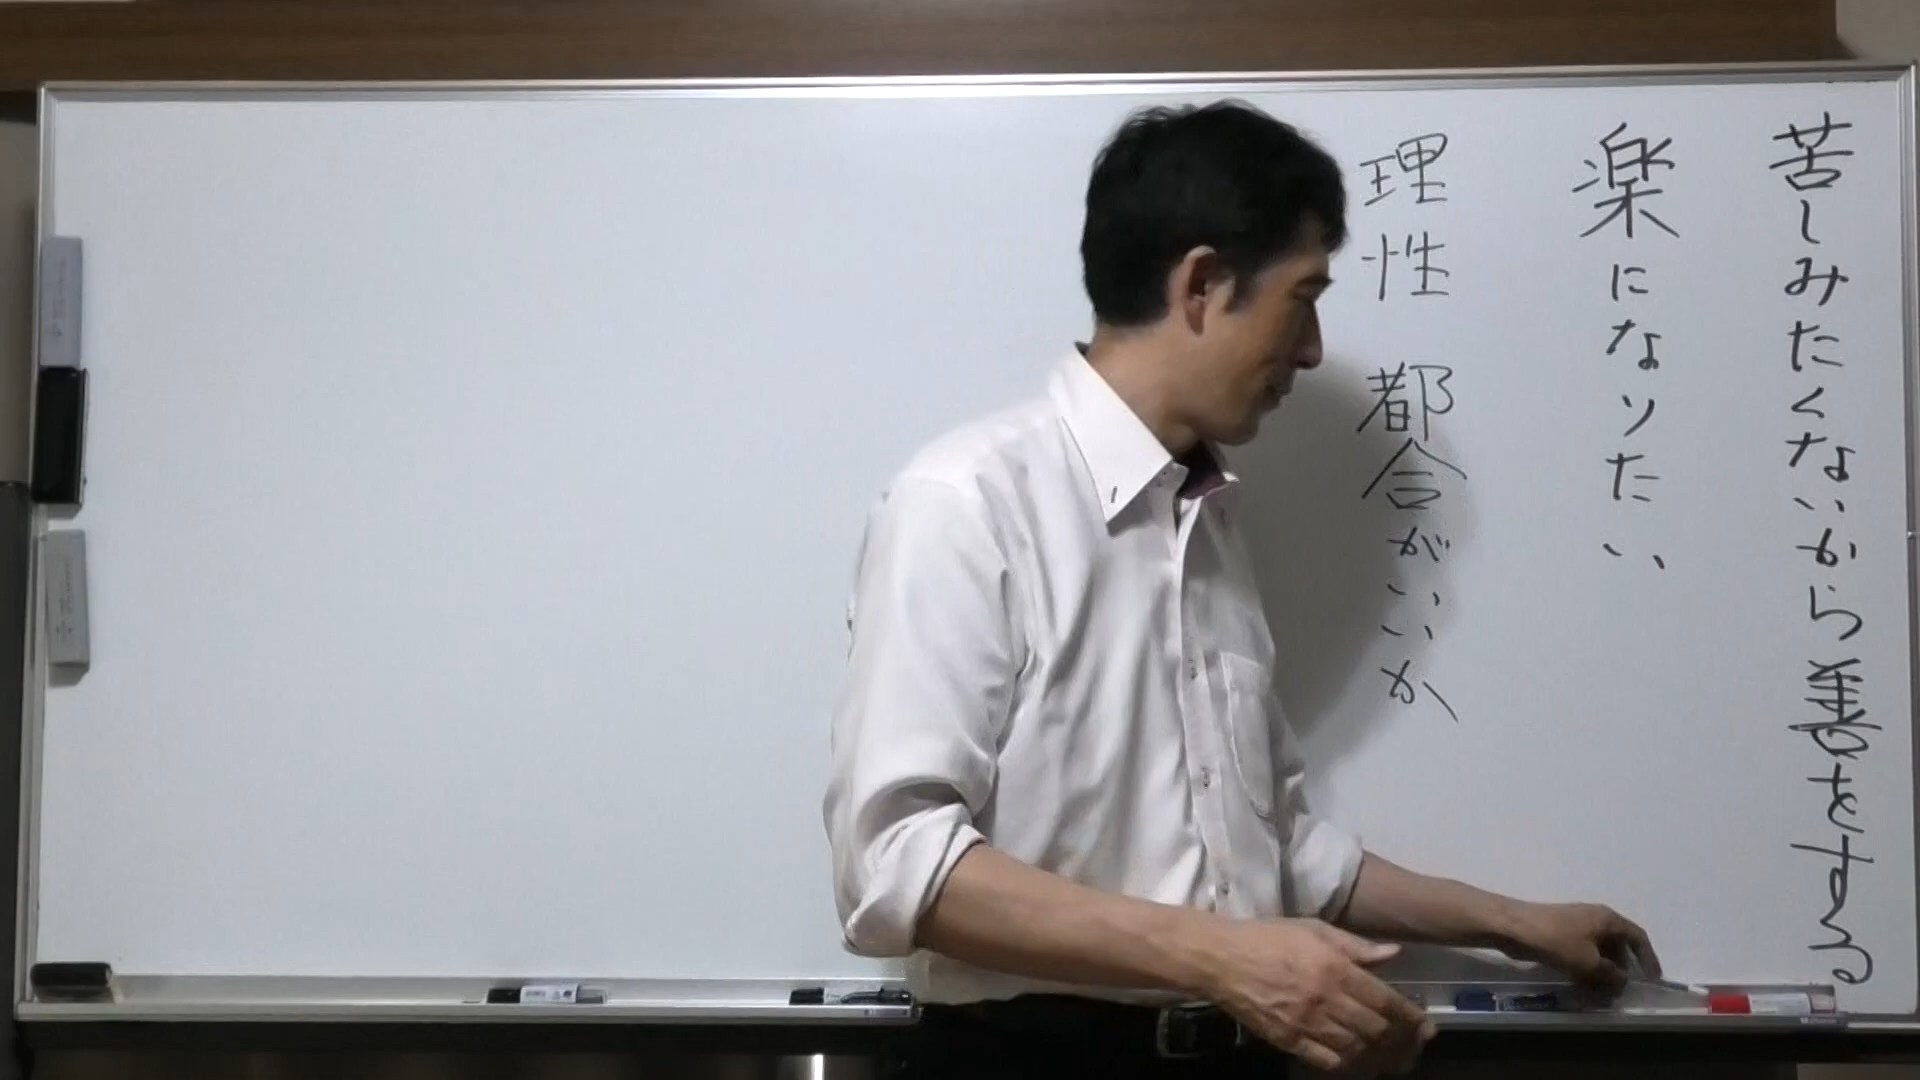 苦しみたくないから善をする
楽になりたい
理性 都合がいいか